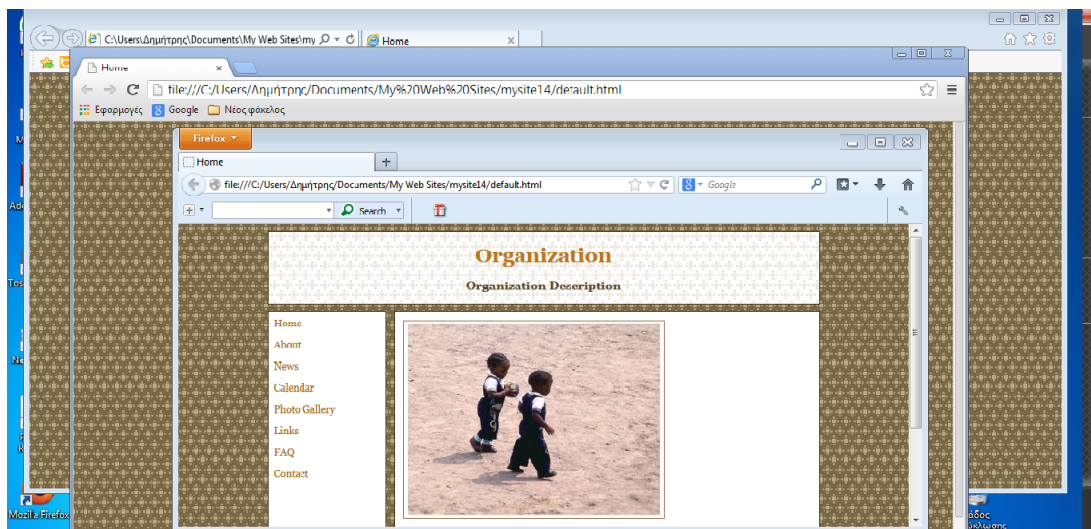 C:\Users\Δημήτρης\Documents\My Web Sites\my
Home
Home
file:///C:/Users/Δημήτρης/Documents/My%20Web%20Sites/mysite14/default.html
Εφαρμογές Google Νέος φάκελος
Firefox
Home
file:///C:/Users/Δημήτρης/Documents/My Web Sites/mysite14/default.html
Google
Search
Organization
Organization Description
Home
About
News
Calendar
Photo Gallery
Links
FAQ
Contact
Mozilla Firefox